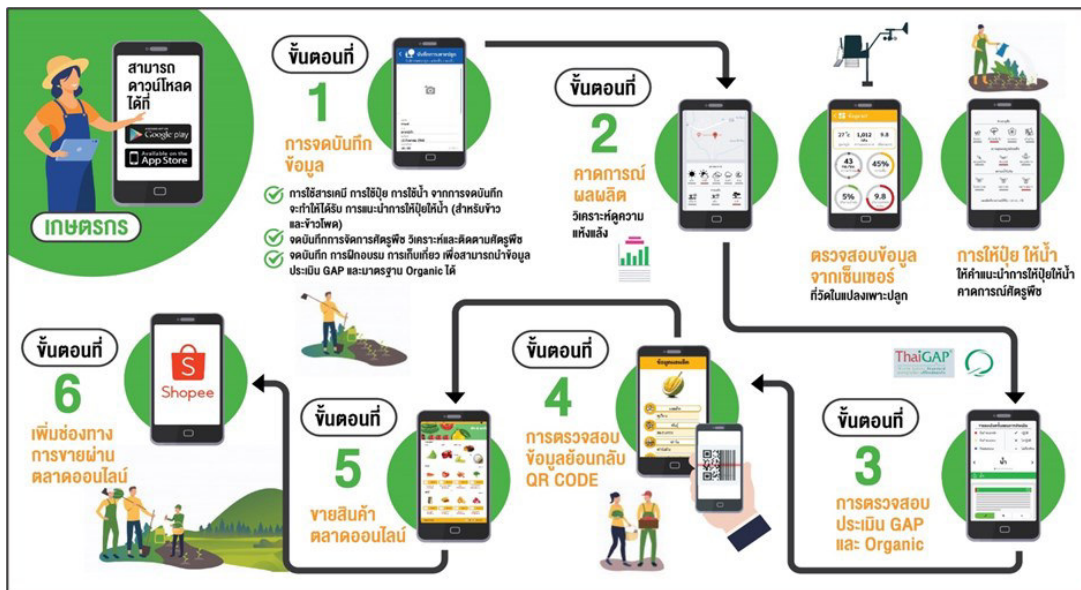 สามารถ
ดาวน์โหลด
ได้ที่
Google play
Available on the
App Store
เกษตรกร
ขั้นตอนที่
1
การจดบันทึก
ข้อมูล
การใช้สารเคมี การใช้ปุ๋ย การใช้น้ำ จากการจดบันทึก
จะทำให้ได้รับ การแนะนำการให้ปุ๋ยให้น้ำ (สำหรับข้าว
และข้าวโพด)
จดบันทึกการจัดการศัตรูพืช วิเคราะห์และติดตามศัตรูพืช
จดบันทึก การฝึกอบรม การเก็บเกี่ยว เพื่อสามารถนำข้อมูล
ประเมิน GAP และมาตรฐาน Organic ได้
ขั้นตอนที่
2
คาดการณ์
ผลผลิต
วิเคราะห์ดูความ
แห้งแล้ง
27
1,012
9.8
43
45%
5%
9.8
ตรวจสอบข้อมูล
จากเซ็นเซอร์
ที่วัดในแปลงเพาะปลูก
การให้ปุ๋ย ให้น้ำ
ให้คำแนะนำการให้ปุ๋ยให้น้ำ
คาดการณ์ศัตรูพืช
ThaiGAP
ขั้นตอนที่
3
น้ำ
การตรวจสอบ
ประเมิน GAP
และ Organic
ขั้นตอนที่
4
การตรวจสอบ
ข้อมูลย้อนกลับ
QR CODE
ข้อมูลผลผลิต
ขั้นตอนที่
5
ขายสินค้า
ตลาดออนไลน์
ขั้นตอนที่
6
เพิ่มช่องทาง
การขายผ่าน
ตลาดออนไลน์
Shopee